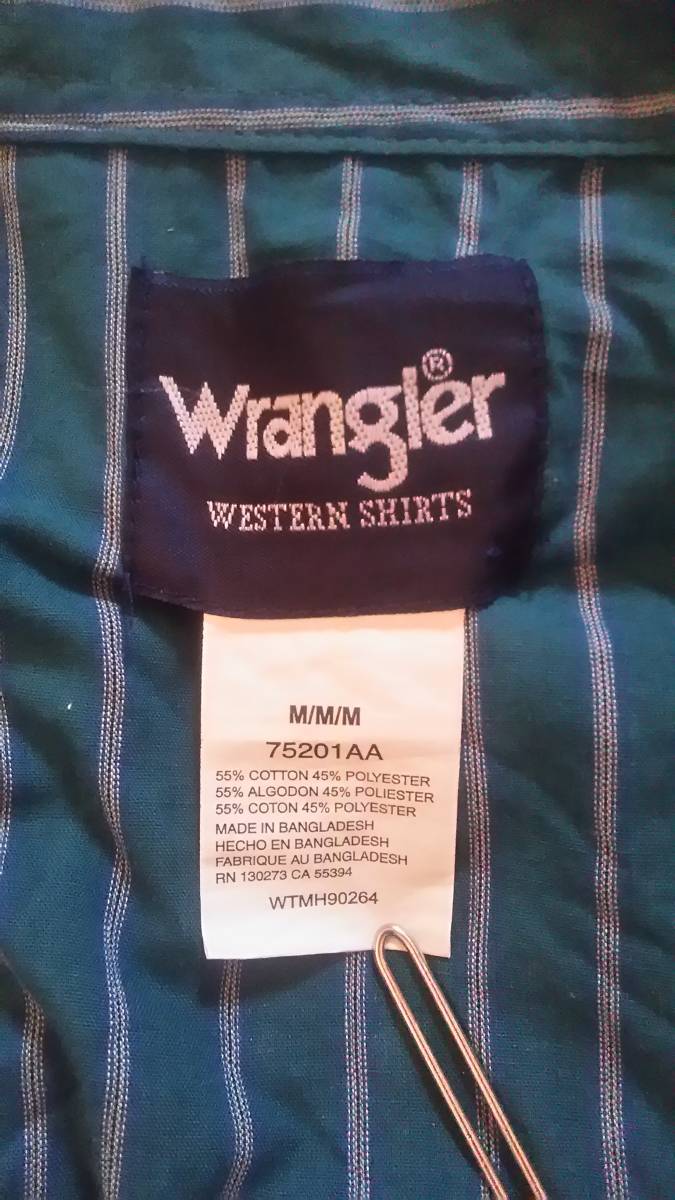 Wrangler®
WESTERN SHIRTS
M/M/M
75201AA
55% COTTON 45% POLYESTER
55% ALGODON 45% POLIESTER
55% COTON 45% POLYESTER
MADE IN BANGLADESH
HECHO EN BANGLADESH
FABRIQUE AU BANGLADESH
RN 130273 CA 55394
WTMH90264